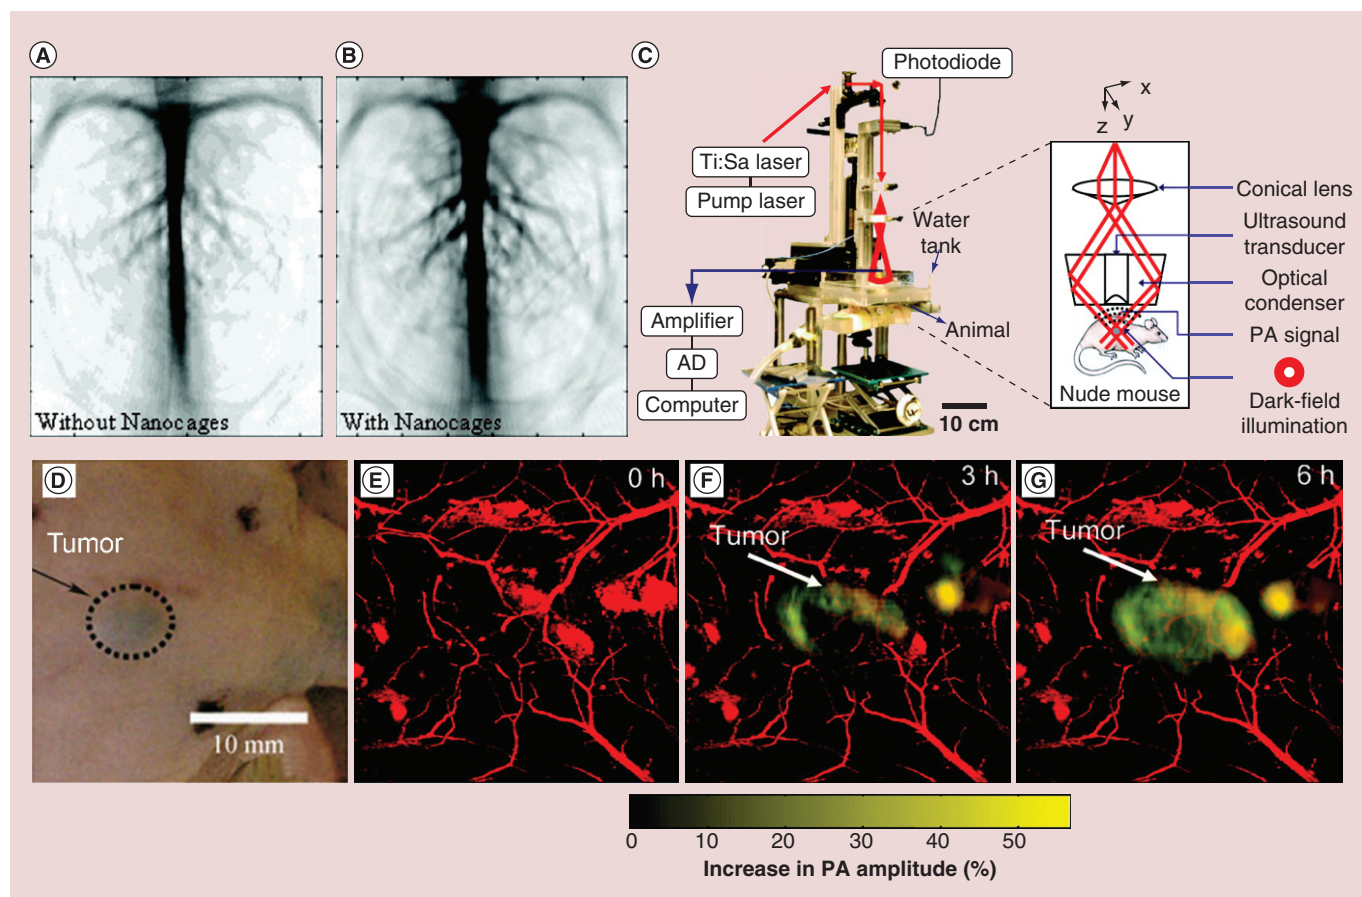 A
B
C
Without Nanocages
With Nanocages
Photodiode
Ti:Sa laser
Pump laser
Water
tank
Amplifier
AD
Computer
Animal
10 cm
x
y
z
Conical lens
Ultrasound
transducer
Optical
condenser
PA signal
Nude mouse
Dark-field
illumination
D
Tumor
10 mm
E
0 h
F
3 h
Tumor
G
6 h
Tumor
0 10 20 30 40 50
Increase in PA amplitude (%)